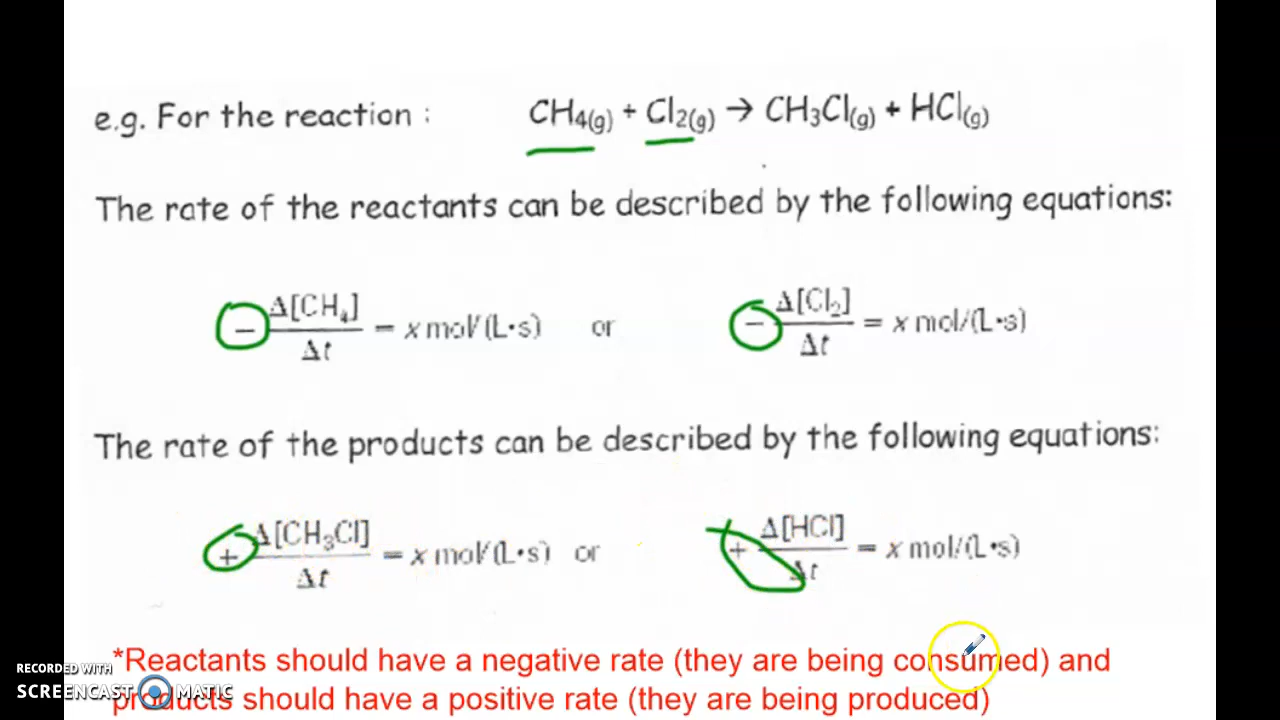 e.g. For the reaction : CH₄(g) + Cl₂(g) → CH₃Cl(g) + HCl(g)
The rate of the reactants can be described by the following equations:
− Δ[CH₄]/Δt = x mol/(L•s) or − Δ[Cl₂]/Δt = x mol/(L•s)
The rate of the products can be described by the following equations:
+ Δ[CH₃Cl]/Δt = x mol/(L•s) or + Δ[HCl]/Δt = x mol/(L•s)
*Reactants should have a negative rate (they are being consumed) and
products should have a positive rate (they are being produced)
RECORDED WITH
SCREENCAST MATIC